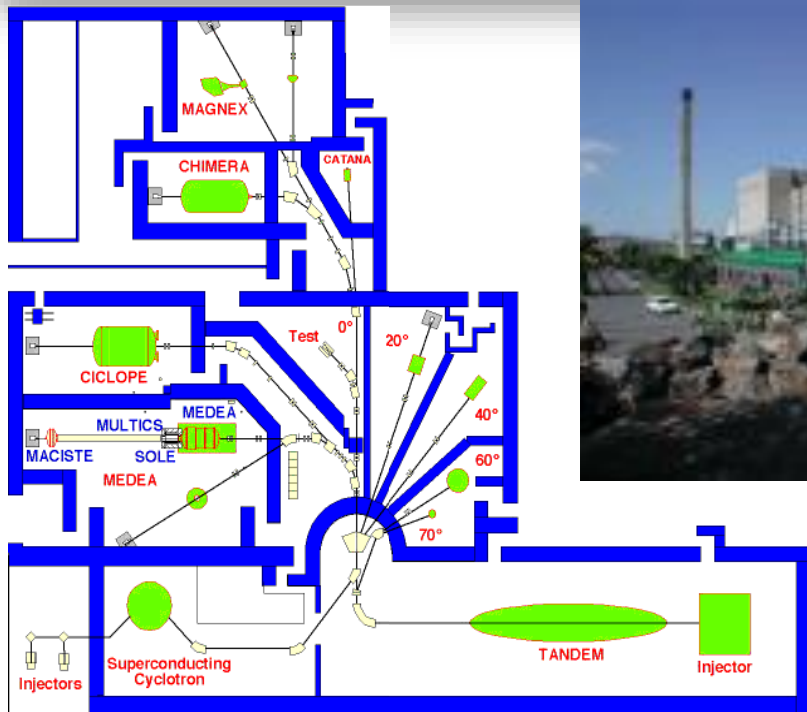 MAGNEX
CATANA
CHIMERA
0°
Test
20°
CICLOPE
40°
MULTICS
MEDEA
MACISTE
SOLE
60°
MEDEA
70°
Superconducting
Cyclotron
Injectors
TANDEM
Injector